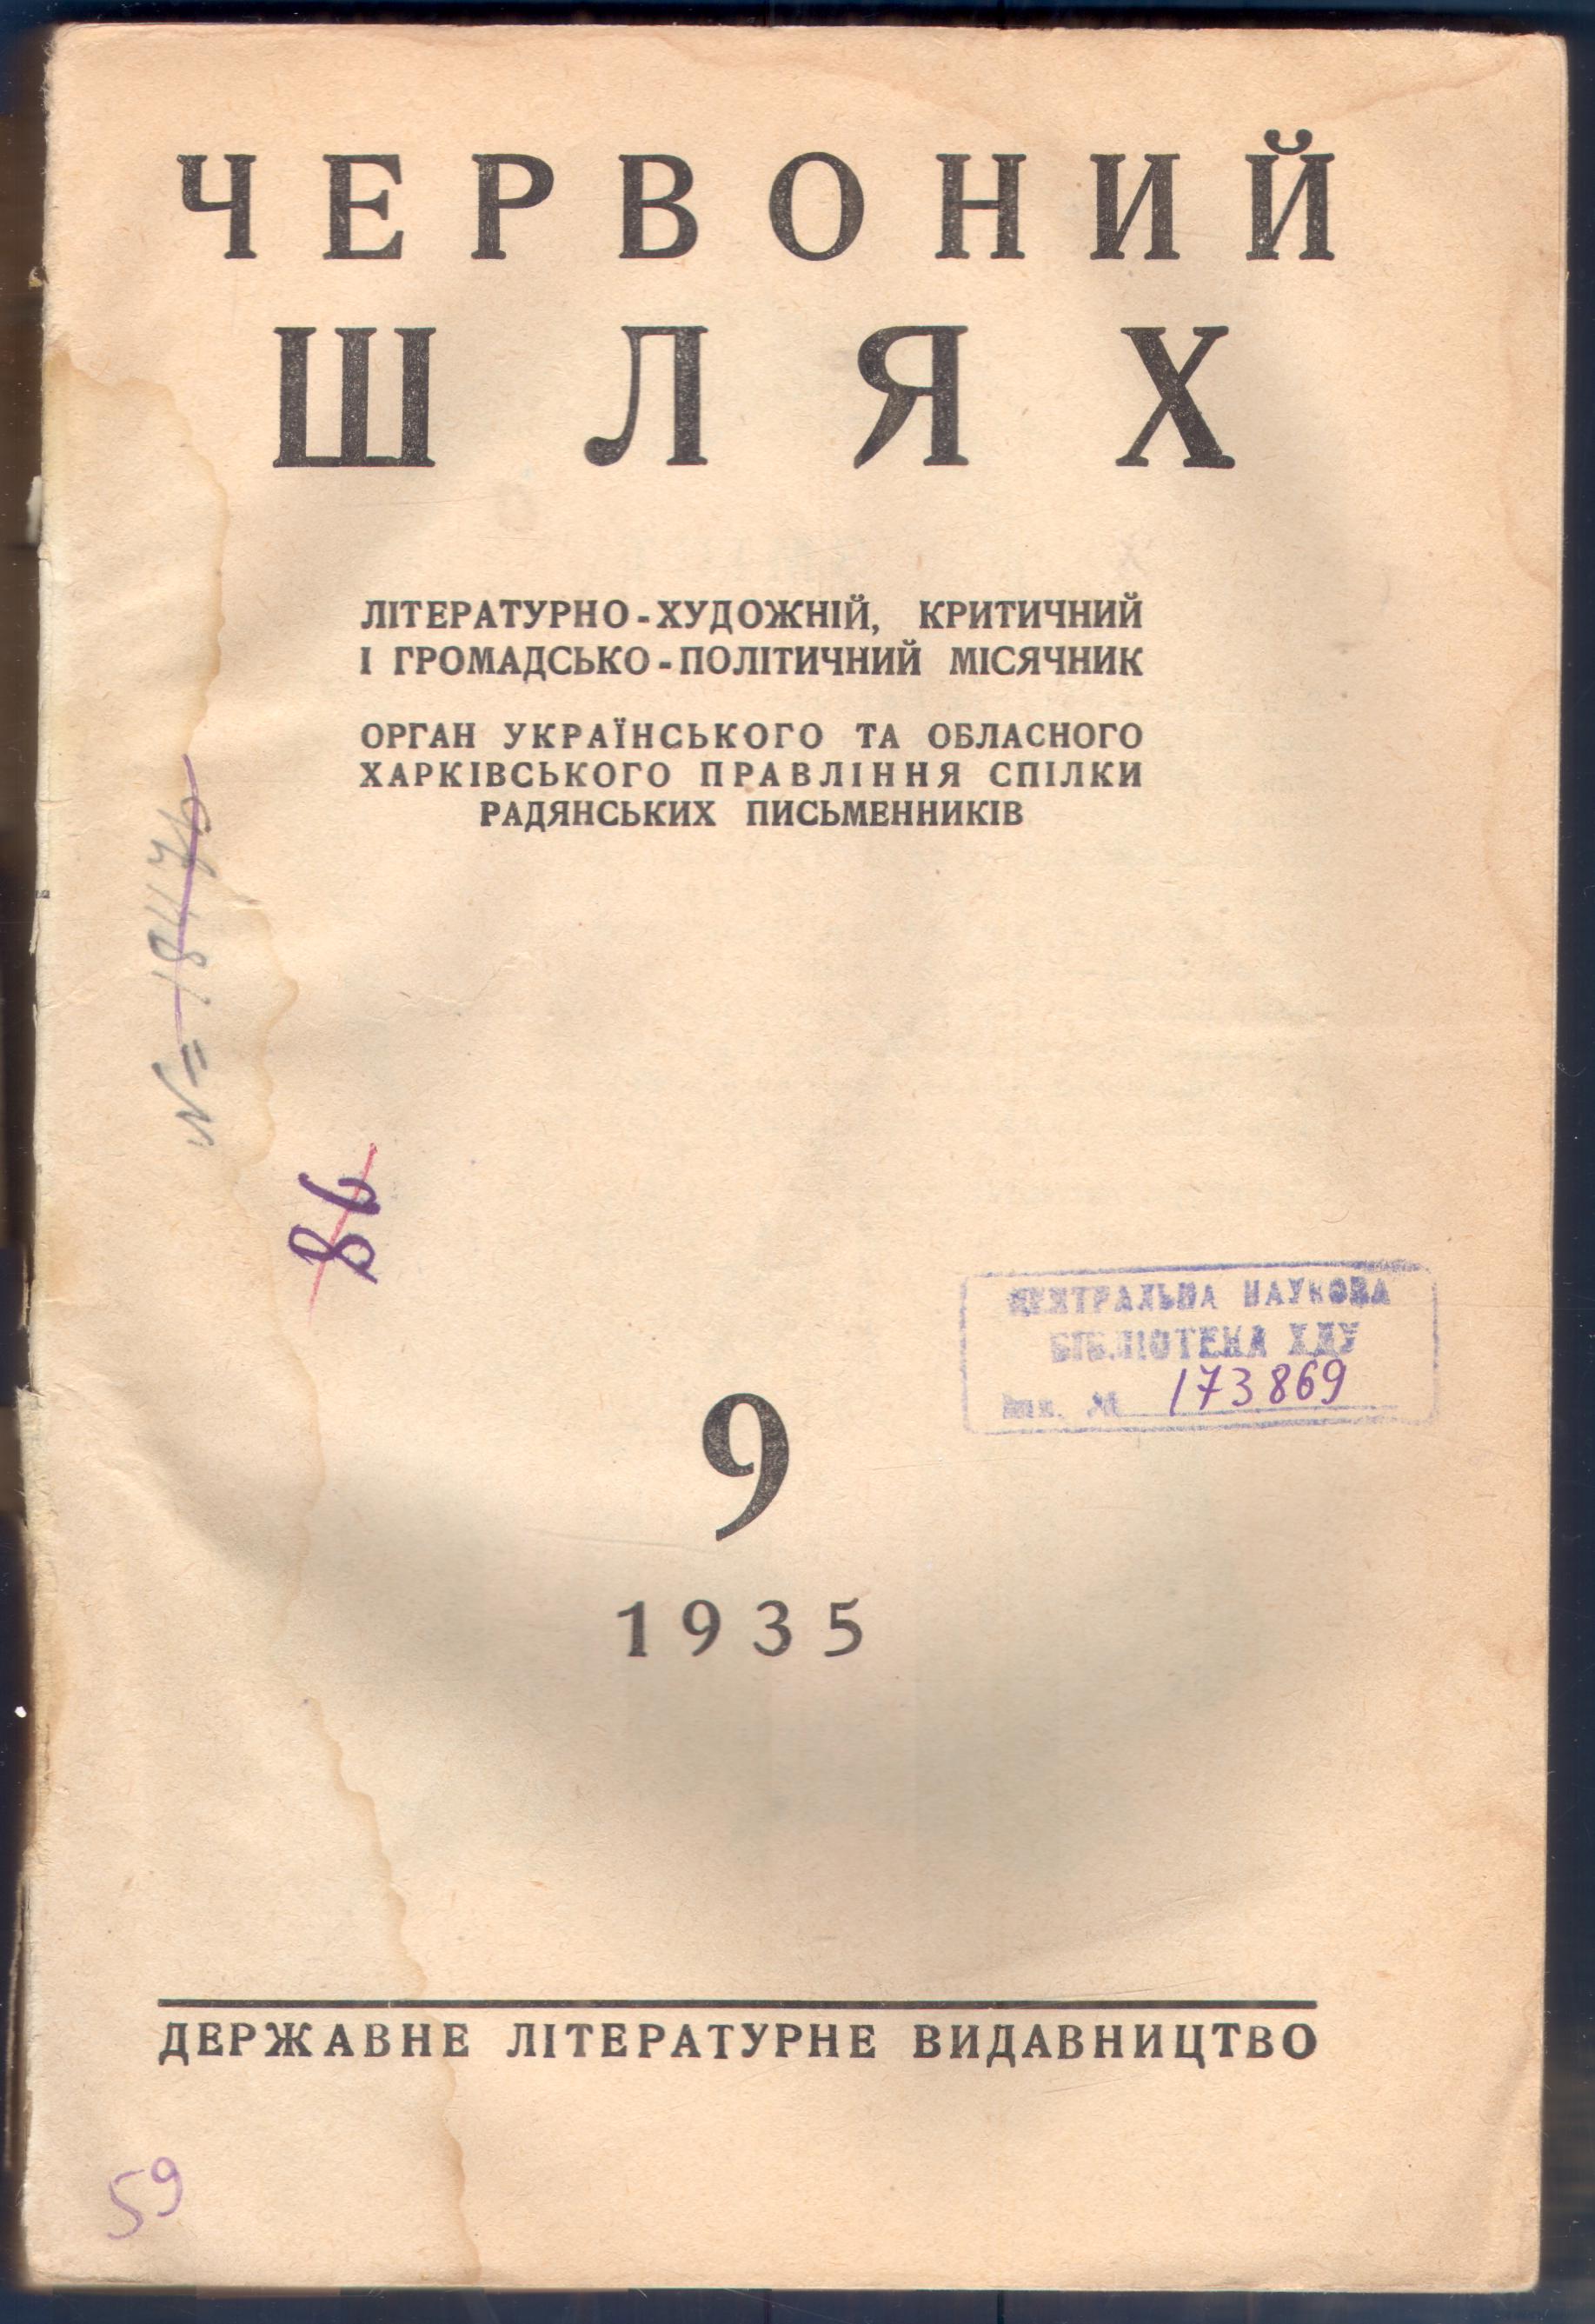 ЧЕРВОНИЙ
ШЛЯХ
ЛІТЕРАТУРНО-ХУДОЖНІЙ, КРИТИЧНИЙ
І ГРОМАДСЬКО-ПОЛІТИЧНИЙ МІСЯЧНИК
ОРГАН УКРАЇНСЬКОГО ТА ОБЛАСНОГО
ХАРКІВСЬКОГО ПРАВЛІННЯ СПІЛКИ
РАДЯНСЬКИХ ПИСЬМЕННИКІВ
86
ЦЕНТРАЛЬНА НАУКОВА
БІБЛІОТЕКА ХДУ
173869
9
1935
ДЕРЖАВНЕ ЛІТЕРАТУРНЕ ВИДАВНИЦТВО
59